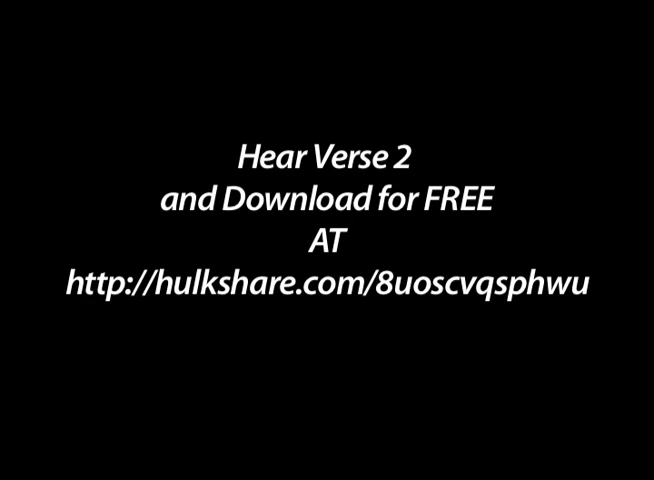 Hear Verse 2
and Download for FREE
AT
http://hulkshare.com/8uoscvqsphwu